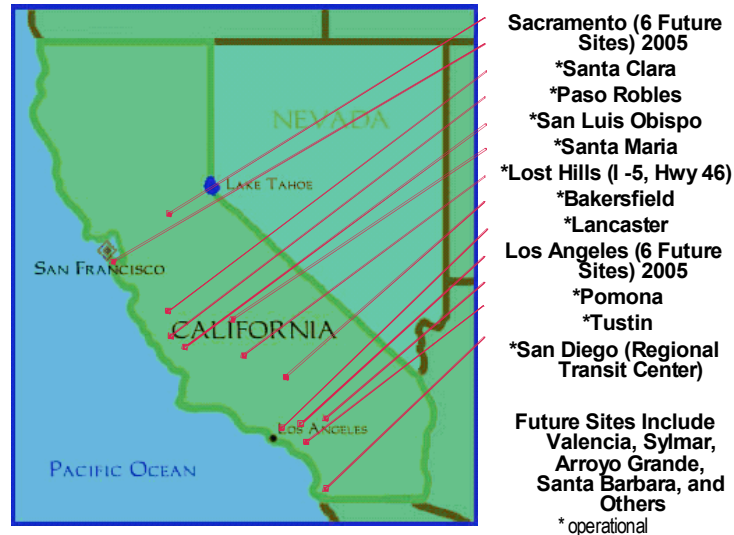 NEVADA
LAKE TAHOE
SAN FRANCISCO
CALIFORNIA
LOS ANGELES
PACIFIC OCEAN
Sacramento (6 Future
Sites) 2005
*Santa Clara
*Paso Robles
*San Luis Obispo
*Santa Maria
*Lost Hills (I -5, Hwy 46)
*Bakersfield
*Lancaster
Los Angeles (6 Future
Sites) 2005
*Pomona
*Tustin
*San Diego (Regional
Transit Center)
Future Sites Include
Valencia, Sylmar,
Arroyo Grande,
Santa Barbara, and
Others
* operational